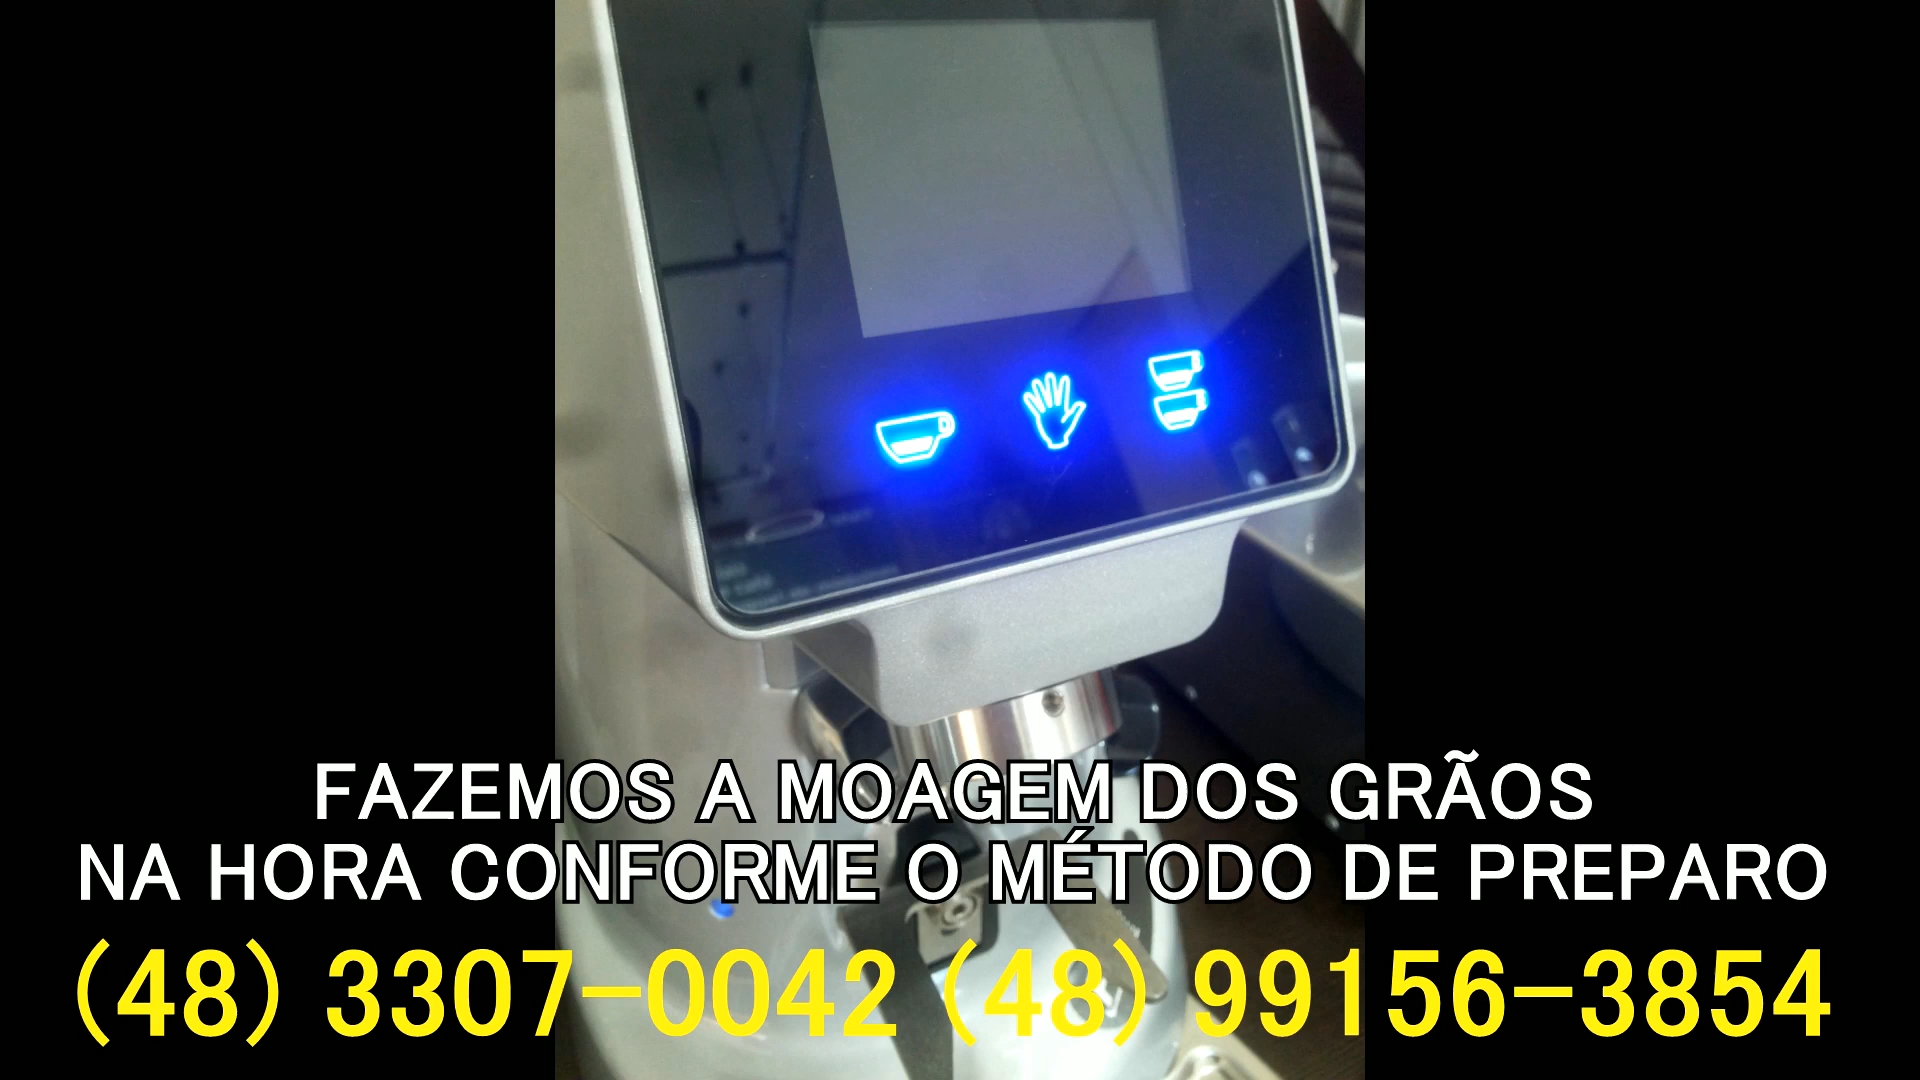 FAZEMOS A MOAGEM DOS GRÃOS
NA HORA CONFORME O MÉTODO DE PREPARO
(48) 3307-0042 (48) 99156-3854